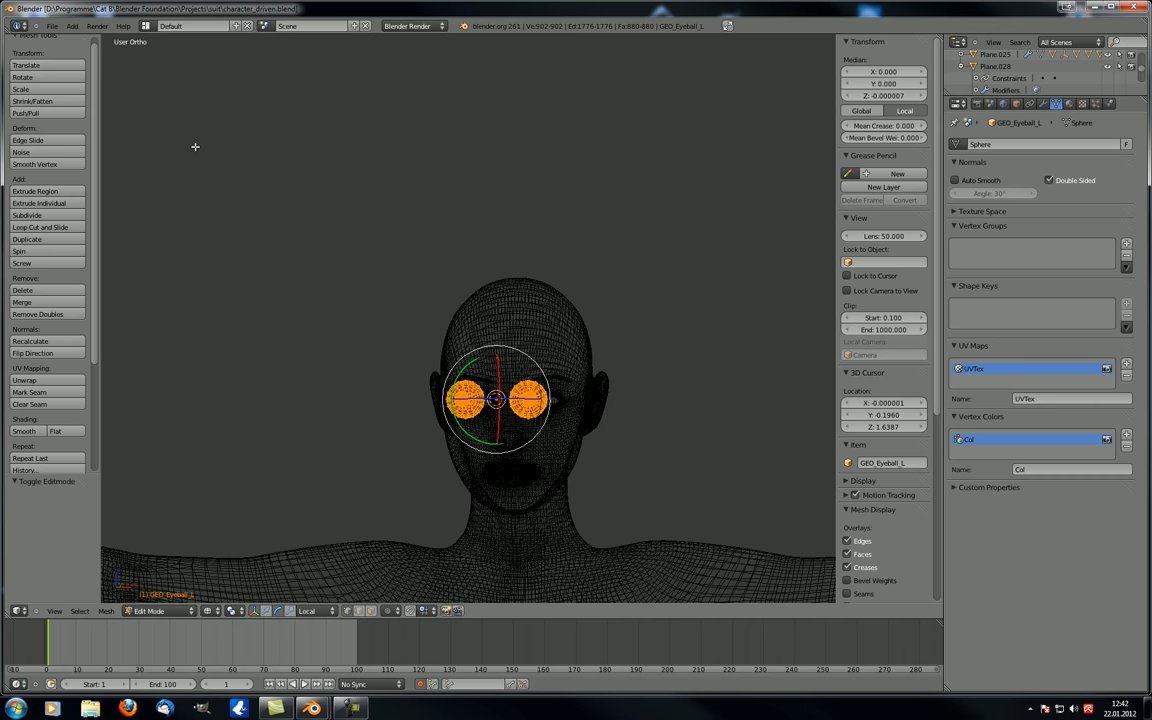 Blender [D:\Programme\Cat B\Blender Foundation\Projects\suit\character_driven.blend]
File Add Render Help Default Scene Blender Render blender.org 261 | Ve:902-902 | Ed:1776-1776 | Fa:880-880 | GEO_Eyeball_L
Mesh Tools
Transform:
Translate
Rotate
Scale
Shrink/Fatten
Push/Pull
Deform:
Edge Slide
Noise
Smooth Vertex
Add:
Extrude Region
Extrude Individual
Subdivide
Loop Cut and Slide
Duplicate
Spin
Screw
Remove:
Delete
Merge
Remove Doubles
Normals:
Recalculate
Flip Direction
UV Mapping:
Unwrap
Mark Seam
Clear Seam
Shading:
Smooth Flat
Repeat:
Repeat Last
History...
Toggle Editmode
User Ortho
(1) GEO_Eyeball_L
Transform
Median:
X: 0.000
Y: 0.000
Z: -0.000007
Global Local
Mean Crease: 0.000
Mean Bevel Wei: 0.000
Grease Pencil
New
New Layer
Delete Frame Convert
View
Lens: 50.000
Lock to Object:
Lock to Cursor
Lock Camera to View
Clip:
Start: 0.100
End: 1000.000
Local Camera:
Camera
3D Cursor
Location:
X: -0.000001
Y: -0.1960
Z: 1.6387
Item
GEO_Eyeball_L
Display
Motion Tracking
Mesh Display
Overlays:
Edges
Faces
Creases
Bevel Weights
Seams
View Search All Scenes
Plane.025
Plane.028
Constraints
Modifiers
GEO_Eyeball_L Sphere
Sphere F
Normals
Auto Smooth Double Sided
Angle: 30°
Texture Space
Vertex Groups
Shape Keys
UV Maps
UVTex
Name: UVTex
Vertex Colors
Col
Name: Col
Custom Properties
View Select Mesh Edit Mode Local
-10 0 10 20 30 40 50 60 70 80 90 100 110 120 130 140 150 160 170 180 190 200 210 220 230 240 250 260 270 280
Start: 1 End: 100 1 No Sync
12:42
22.01.2012